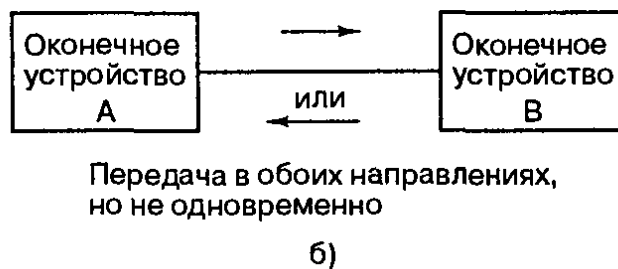 Оконечное
устройство
А
Оконечное
устройство
В
или
Передача в обоих направлениях,
но не одновременно
б)